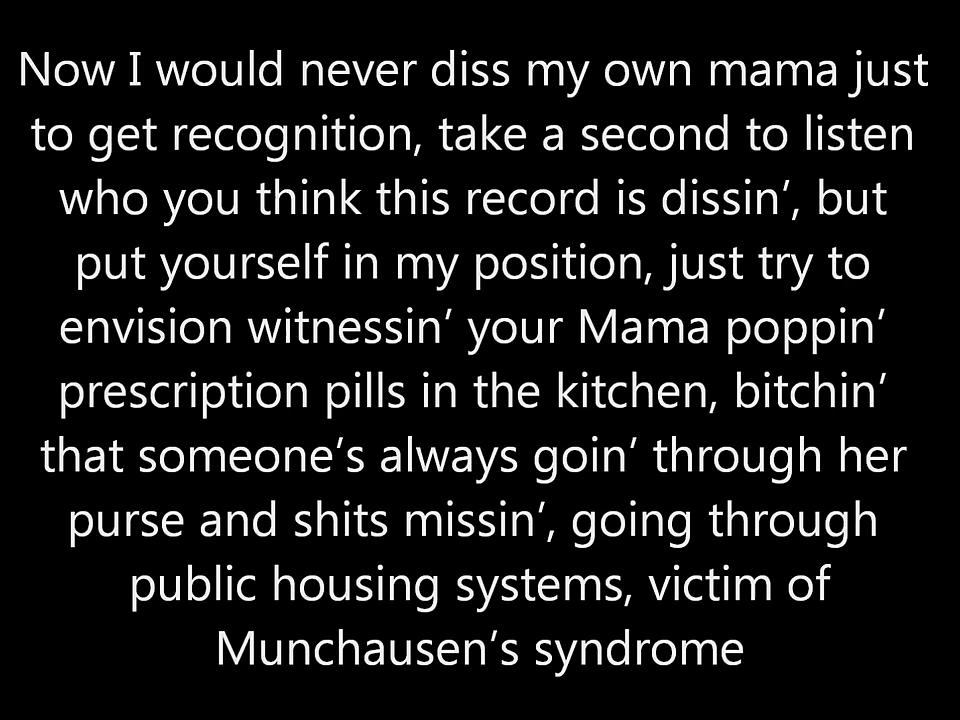 Now I would never diss my own mama just
to get recognition, take a second to listen
who you think this record is dissin’, but
put yourself in my position, just try to
envision witnessin’ your Mama poppin’
prescription pills in the kitchen, bitchin’
that someone’s always goin’ through her
purse and shits missin’, going through
public housing systems, victim of
Munchausen’s syndrome